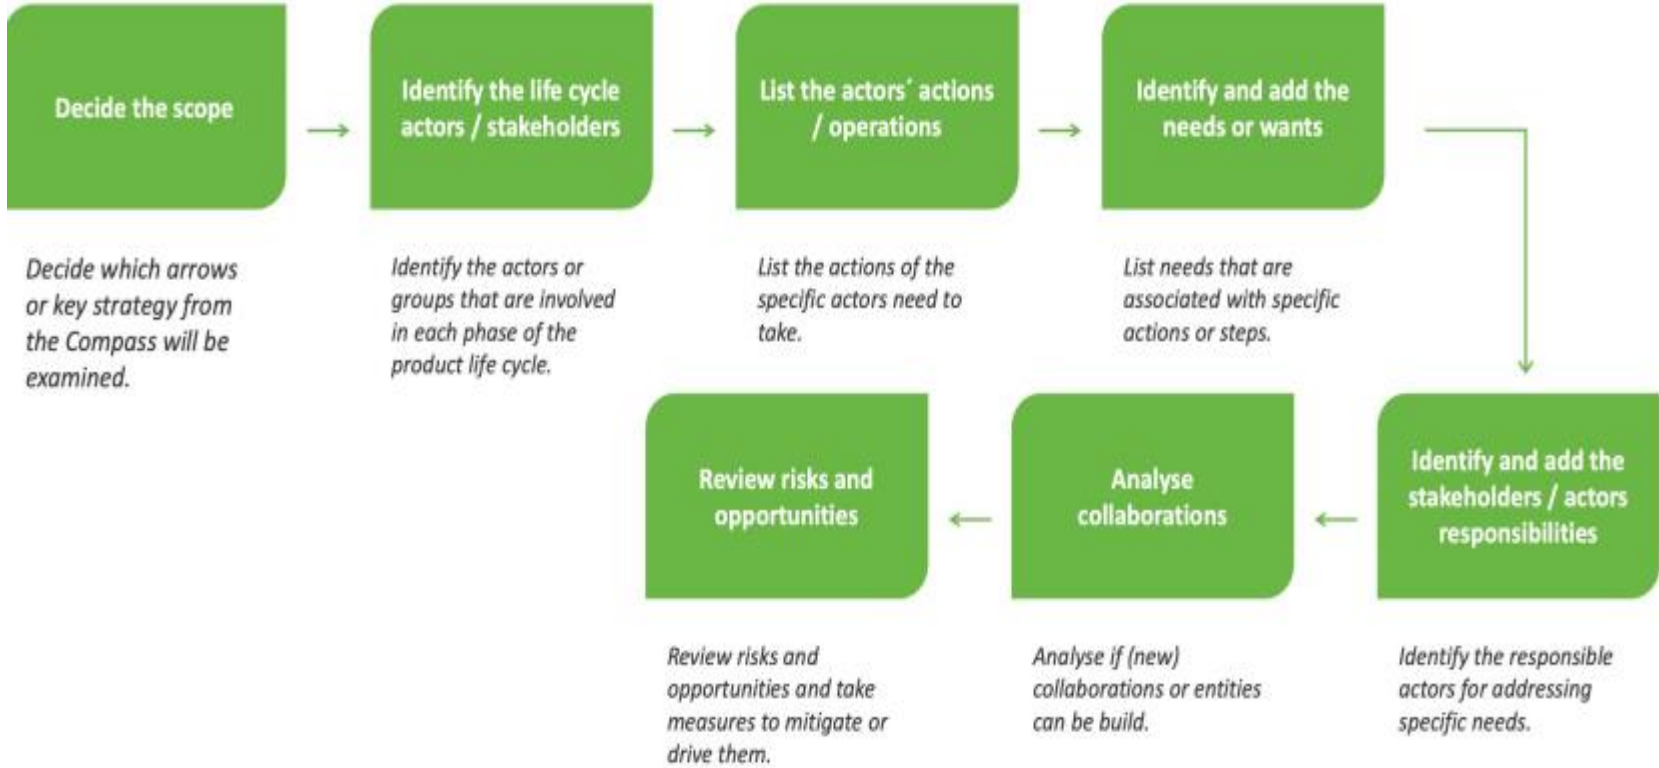 Decide the scope
Decide which arrows
or key strategy from
the Compass will be
examined.
Identify the life cycle
actors / stakeholders
Identify the actors or
groups that are involved
in each phase of the
product life cycle.
List the actors´ actions
/ operations
List the actions of the
specific actors need to
take.
Identify and add the
needs or wants
List needs that are
associated with specific
actions or steps.
Identify and add the
stakeholders / actors
responsibilities
Identify the responsible
actors for addressing
specific needs.
Analyse
collaborations
Analyse if (new)
collaborations or entities
can be build.
Review risks and
opportunities
Review risks and
opportunities and take
measures to mitigate or
drive them.